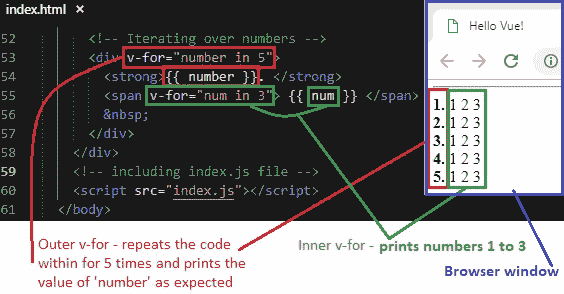 index.html ×
52 <!-- Iterating over numbers -->
53 <div v-for="number in 5">
54 <strong>{{ number }}. </strong>
55 <span v-for="num in 3"> {{ num }} </span>
56 &nbsp;
57 </div>
58 </div>
59 <!-- including index.js file -->
60 <script src="index.js"></script>
61 </body>
Hello Vue!
1. 1 2 3
2. 1 2 3
3. 1 2 3
4. 1 2 3
5. 1 2 3
Outer v-for - repeats the code
within for 5 times and prints the
value of 'number' as expected
Inner v-for - prints numbers 1 to 3
Browser window